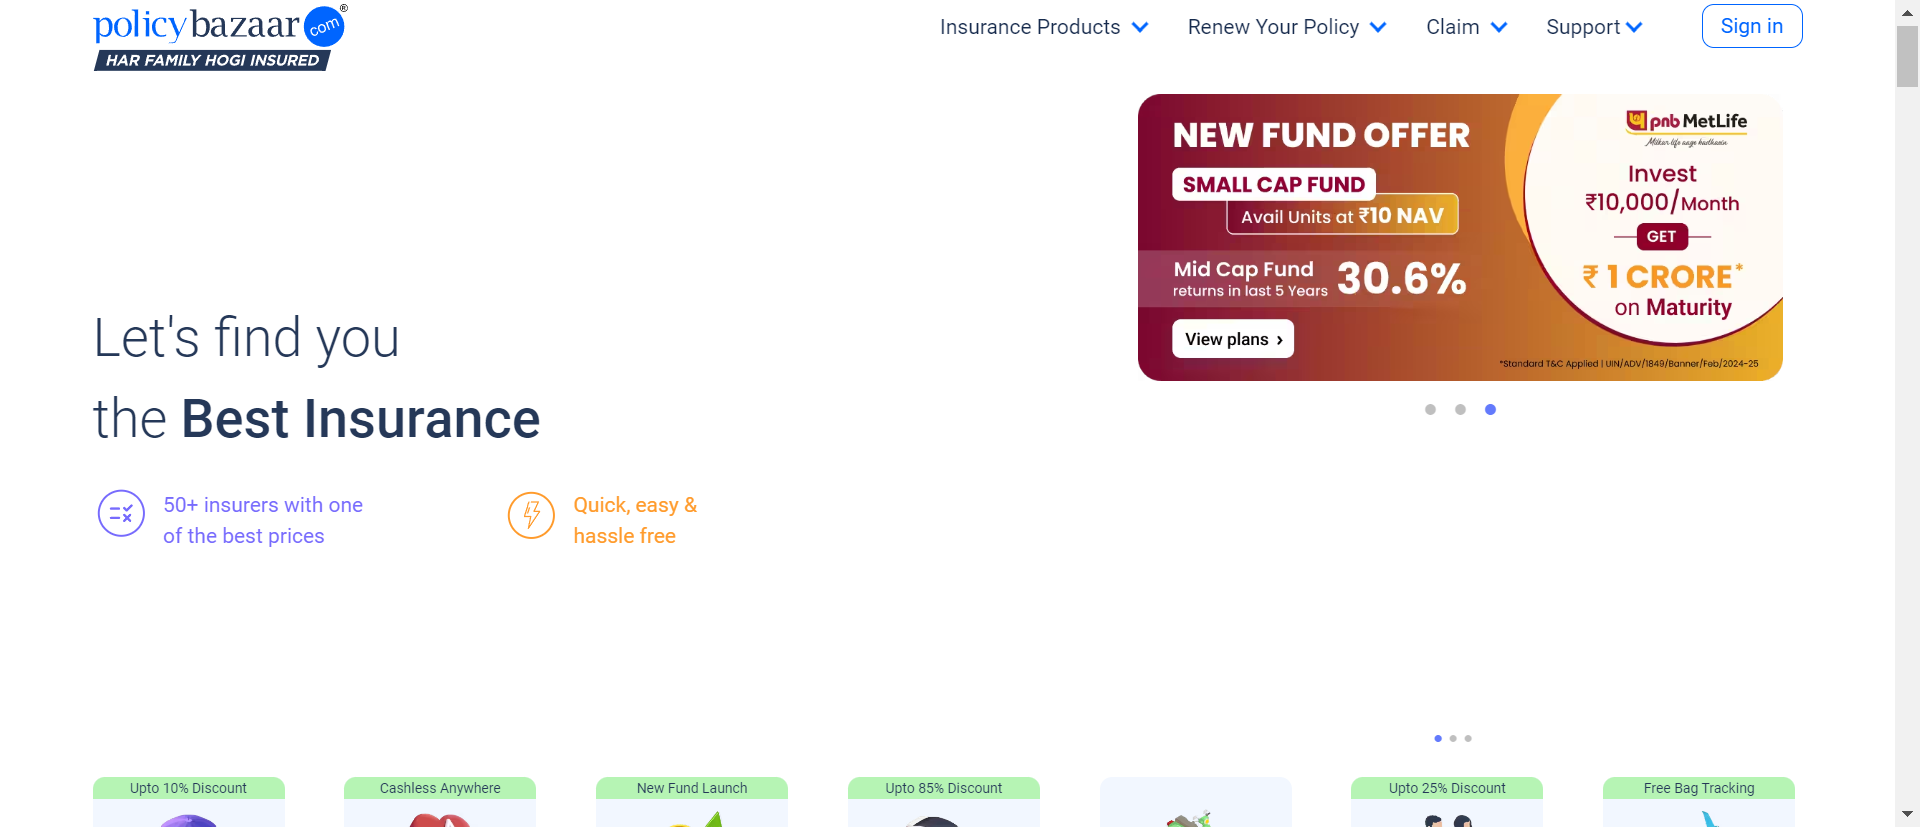 policybazaar com ®
HAR FAMILY HOGI INSURED
Insurance Products
Renew Your Policy
Claim
Support
Sign in
NEW FUND OFFER
SMALL CAP FUND
Avail Units at ₹10 NAV
Mid Cap Fund
returns in last 5 Years
30.6%
View plans ›
pnb MetLife
Milkar life aage badhaein
Invest
₹10,000/Month
GET
₹ 1 CRORE*
on Maturity
*Standard T&C Applied | UIN/ADV/1849/Banner/Feb/2024-25
Let's find you
the Best Insurance
50+ insurers with one
of the best prices
Quick, easy &
hassle free
Upto 10% Discount
Cashless Anywhere
New Fund Launch
Upto 85% Discount
Upto 25% Discount
Free Bag Tracking